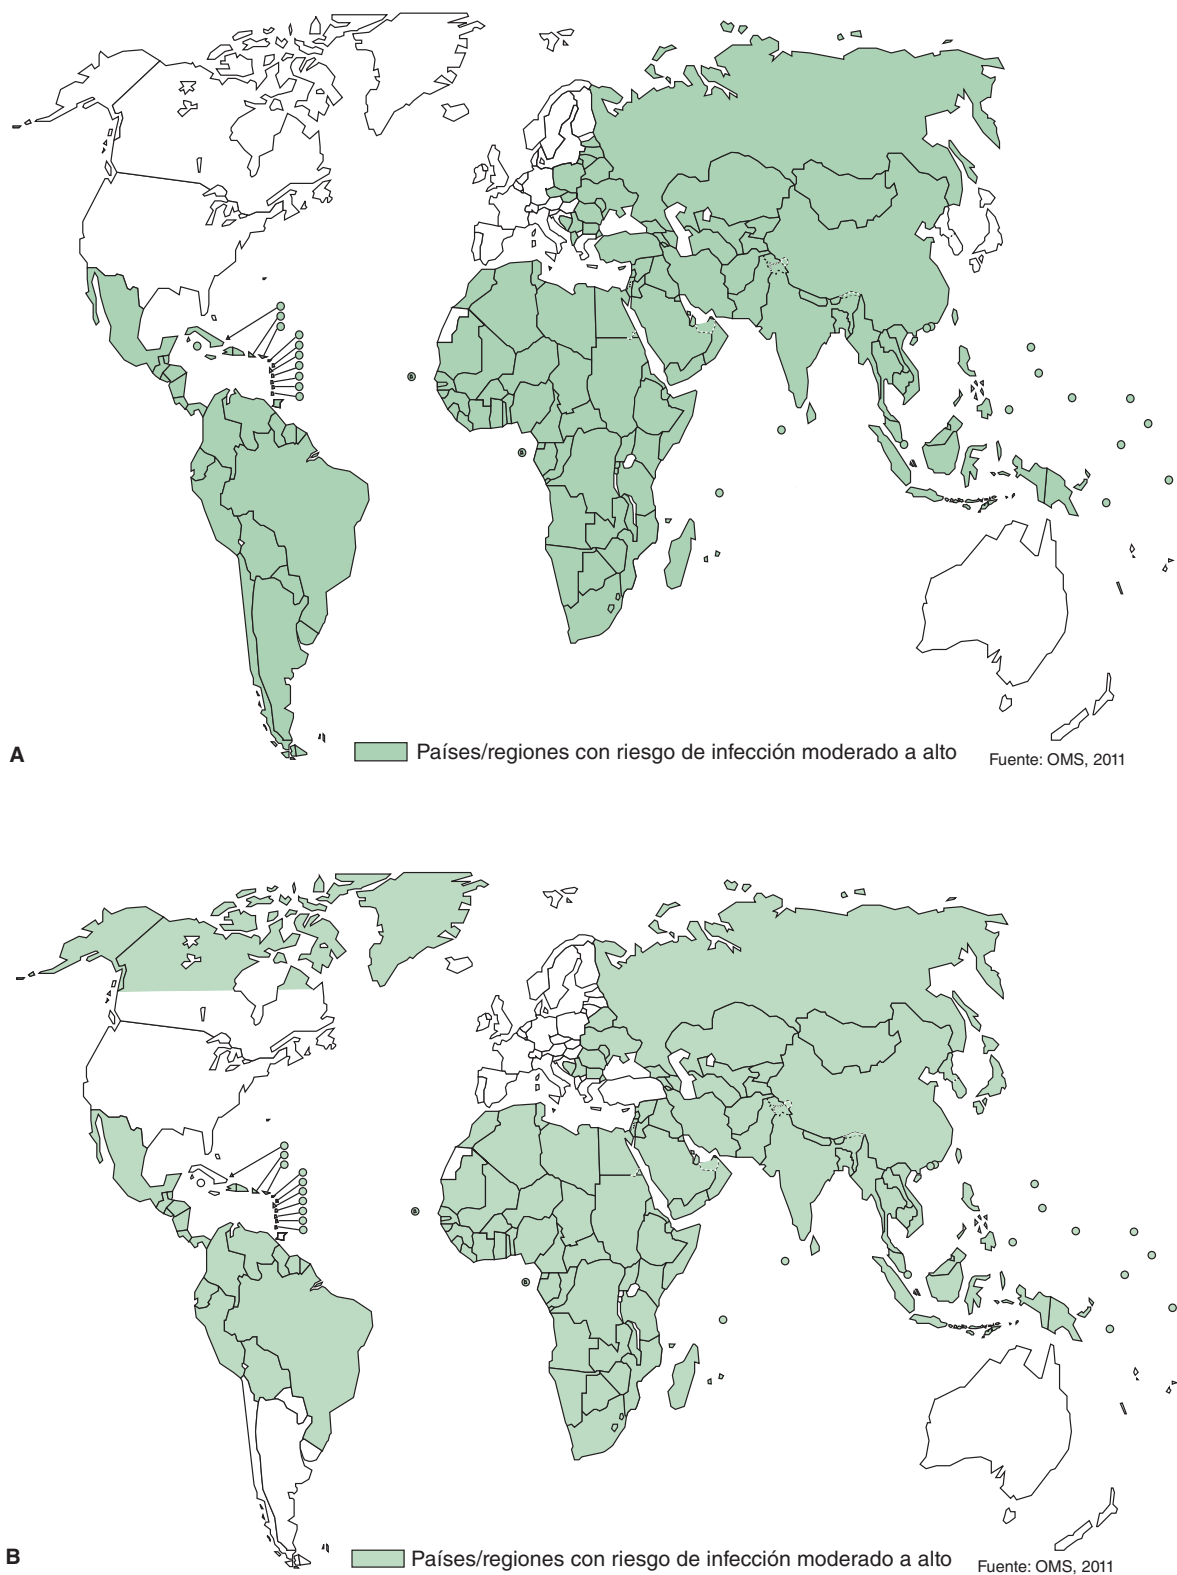 A
Países/regiones con riesgo de infección moderado a alto
Fuente: OMS, 2011
B
Países/regiones con riesgo de infección moderado a alto
Fuente: OMS, 2011